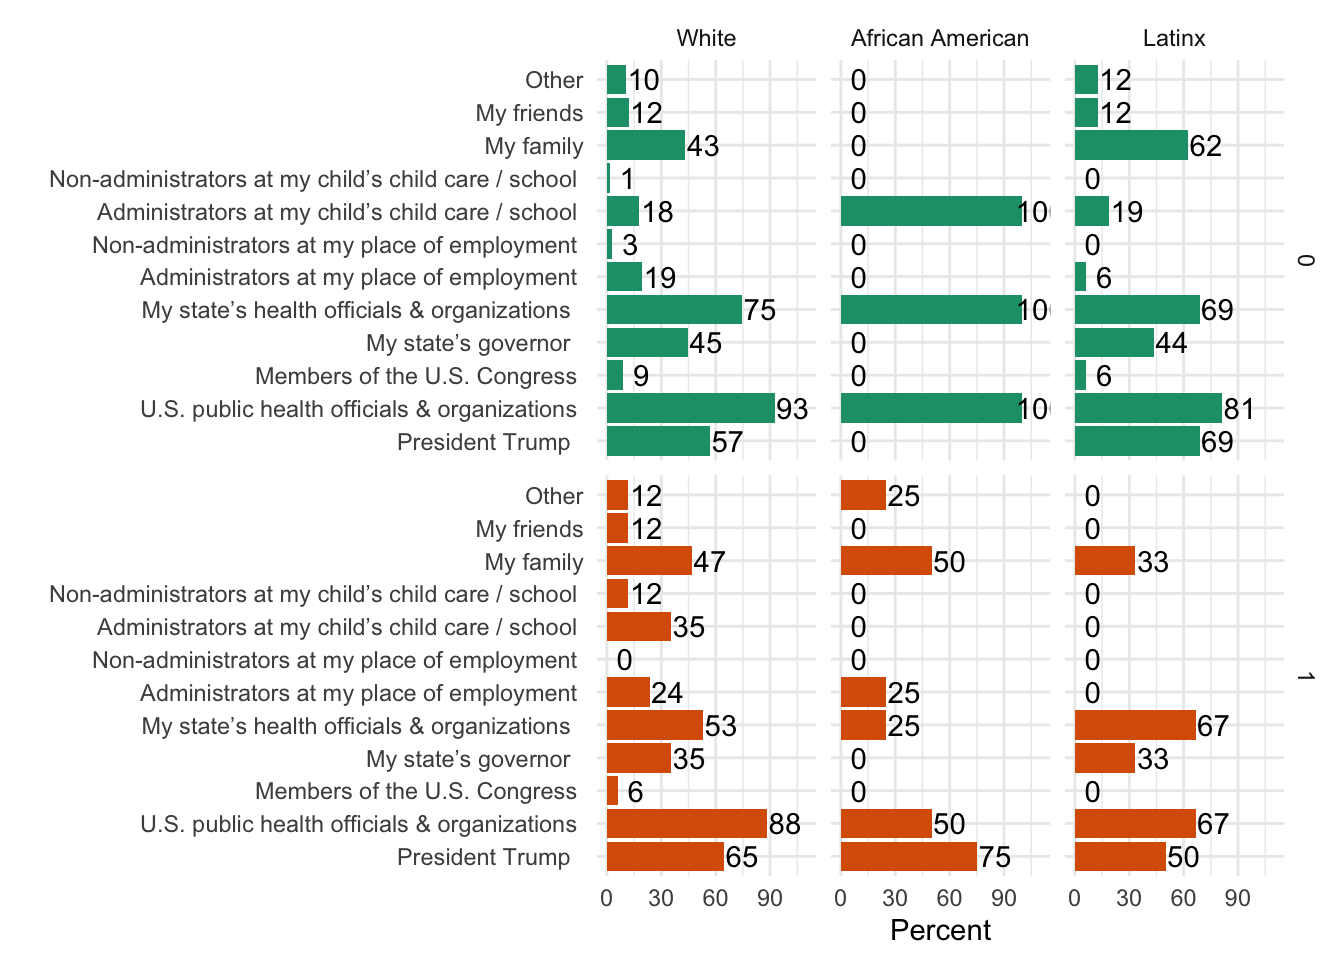 White African American Latinx
Other 10 0 12
My friends 12 0 12
My family 43 0 62
Non-administrators at my child’s child care / school 1 0 0
Administrators at my child’s child care / school 18 10 19
Non-administrators at my place of employment 3 0 0
Administrators at my place of employment 19 0 6
My state’s health officials & organizations 75 10 69
My state’s governor 45 0 44
Members of the U.S. Congress 9 0 6
U.S. public health officials & organizations 93 10 81
President Trump 57 0 69
0
Other 12 25 0
My friends 12 0 0
My family 47 50 33
Non-administrators at my child’s child care / school 12 0 0
Administrators at my child’s child care / school 35 0 0
Non-administrators at my place of employment 0 0 0
Administrators at my place of employment 24 25 0
My state’s health officials & organizations 53 25 67
My state’s governor 35 0 33
Members of the U.S. Congress 6 0 0
U.S. public health officials & organizations 88 50 67
President Trump 65 75 50
1
0 30 60 90 0 30 60 90 0 30 60 90
Percent